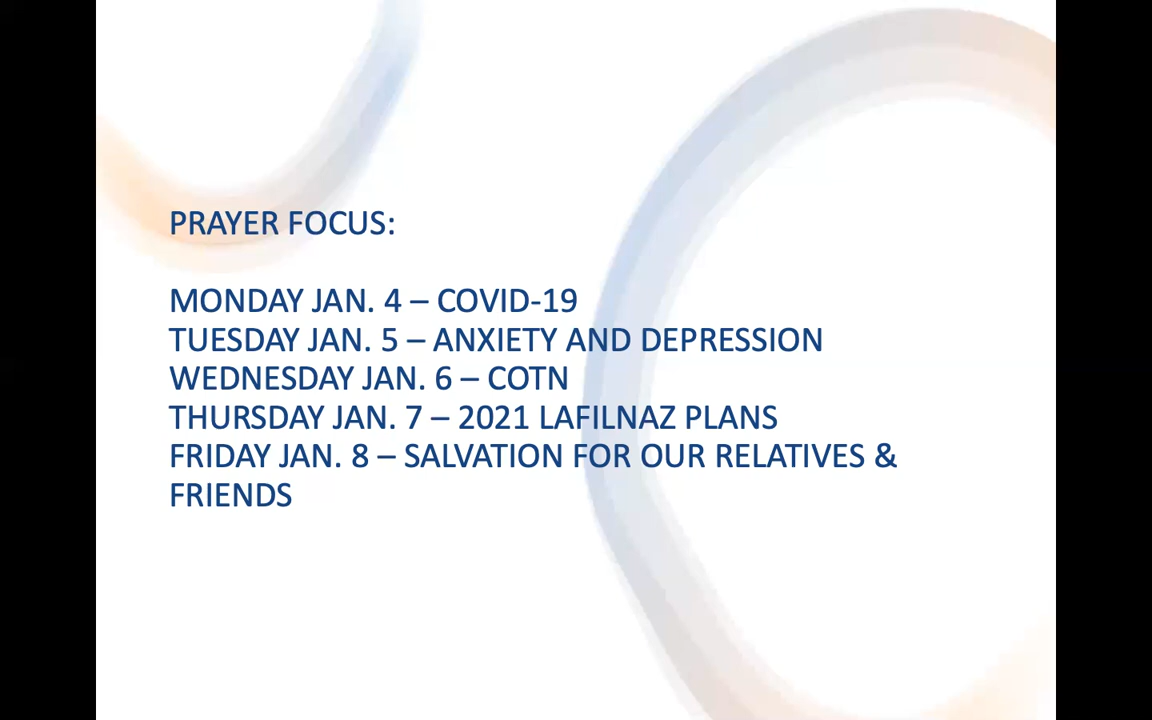 PRAYER FOCUS:
MONDAY JAN. 4 – COVID-19
TUESDAY JAN. 5 – ANXIETY AND DEPRESSION
WEDNESDAY JAN. 6 – COTN
THURSDAY JAN. 7 – 2021 LAFILNAZ PLANS
FRIDAY JAN. 8 – SALVATION FOR OUR RELATIVES &
FRIENDS